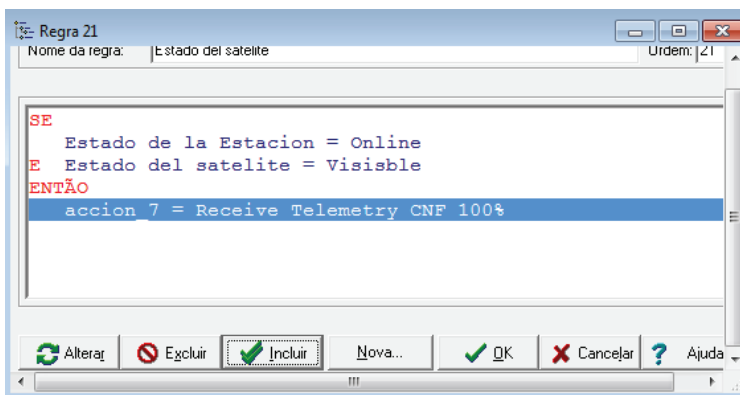 Regra 21
Nome da regra: Estado del satelite Ordem: 21
SE
Estado de la Estacion = Online
E Estado del satelite = Visisble
ENTÃO
accion_7 = Receive Telemetry CNF 100%
Alterar Excluir Incluir Nova... OK Cancelar Ajuda